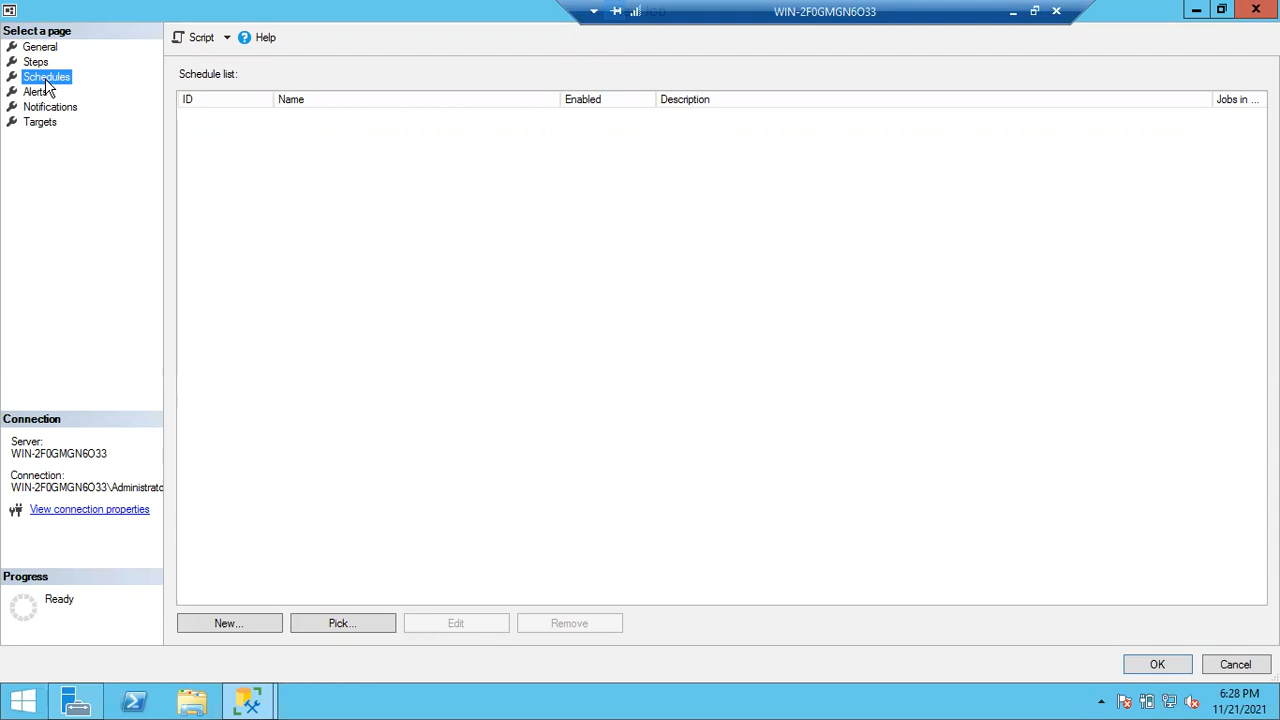 WIN-2F0GMGN6O33
Select a page
General
Steps
Schedules
Alerts
Notifications
Targets
Script
Help
Schedule list:
ID
Name
Enabled
Description
Jobs in ...
Connection
Server:
WIN-2F0GMGN6O33
Connection:
WIN-2F0GMGN6O33\Administrato
View connection properties
Progress
Ready
New...
Pick...
Edit
Remove
OK
Cancel
6:28 PM
11/21/2021